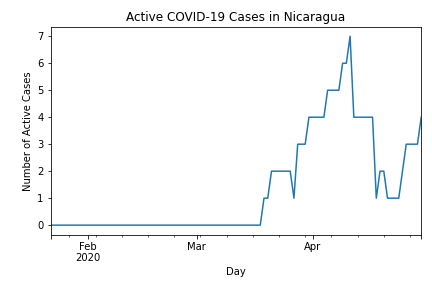 Active COVID-19 Cases in Nicaragua
Number of Active Cases
7
6
5
4
3
2
1
0
Feb Mar Apr
2020
Day